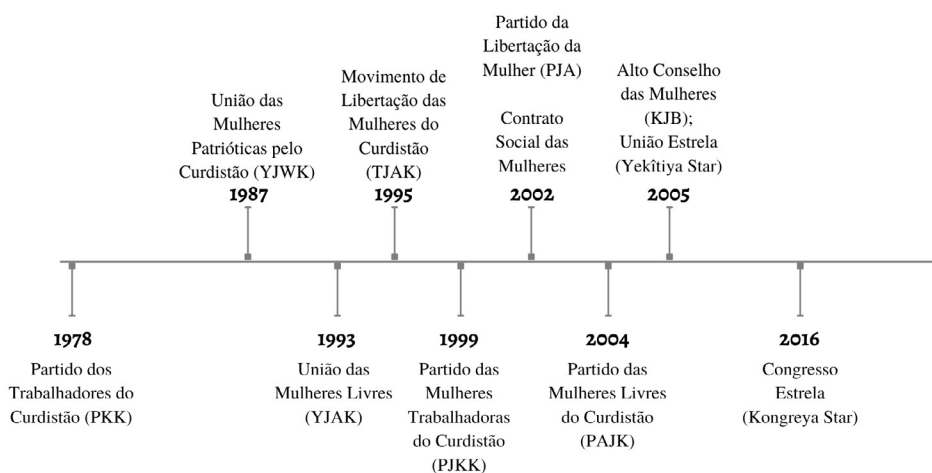 União das
Mulheres
Patrióticas pelo
Curdistão (YJWK)
1987
Movimento de
Libertação das
Mulheres do
Curdistão
(TJAK)
1995
Partido da
Libertação da
Mulher (PJA)
Contrato
Social das
Mulheres
2002
Alto Conselho
das Mulheres
(KJB);
União Estrela
(Yekîtiya Star)
2005
1978
Partido dos
Trabalhadores do
Curdistão (PKK)
1993
União das
Mulheres Livres
(YJAK)
1999
Partido das
Mulheres
Trabalhadoras
do Curdistão
(PJKK)
2004
Partido das
Mulheres Livres
do Curdistão
(PAJK)
2016
Congresso
Estrela
(Kongreya Star)